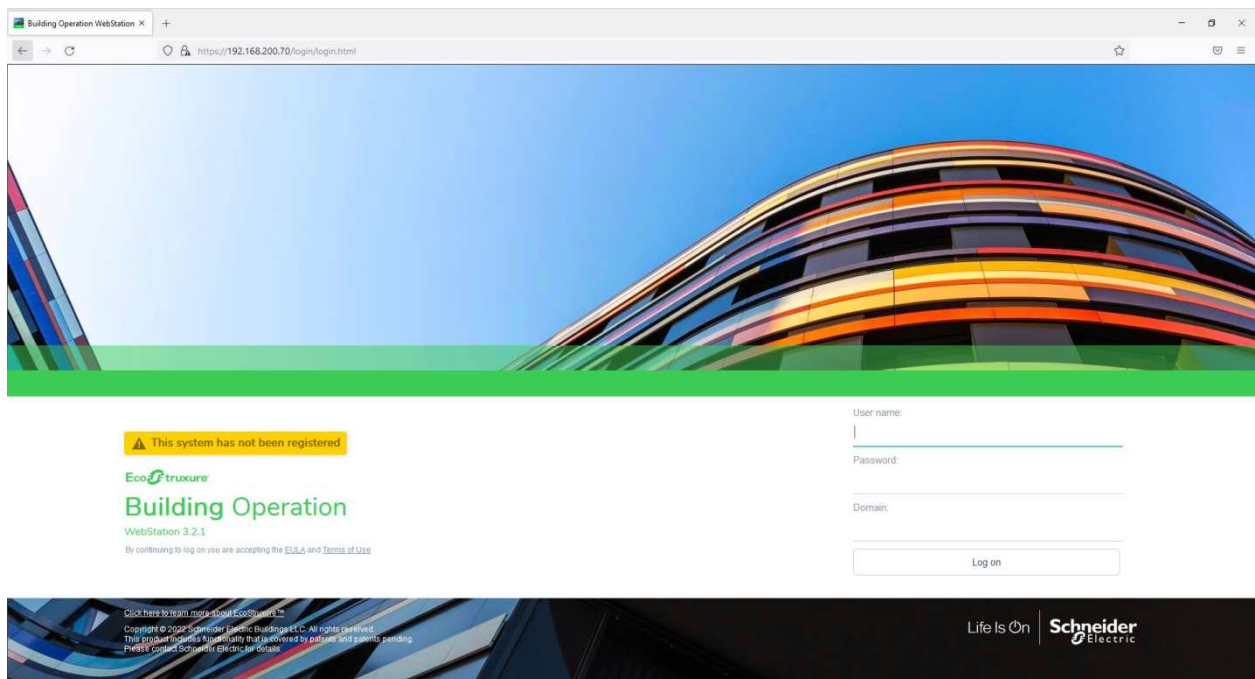 Building Operation WebStation
https://192.168.200.70/login/login.html
This system has not been registered
EcoStruxure
Building Operation
WebStation 3.2.1
By continuing to log on you are accepting the EULA and Terms of Use
User name:
Password:
Domain:
Log on
Click here to learn more about EcoStruxure™
Copyright © 2022 Schneider Electric Buildings LLC. All rights reserved.
This product includes functionality that is covered by patents and patents pending.
Please contact Schneider Electric for details.
Life Is On
Schneider
Electric